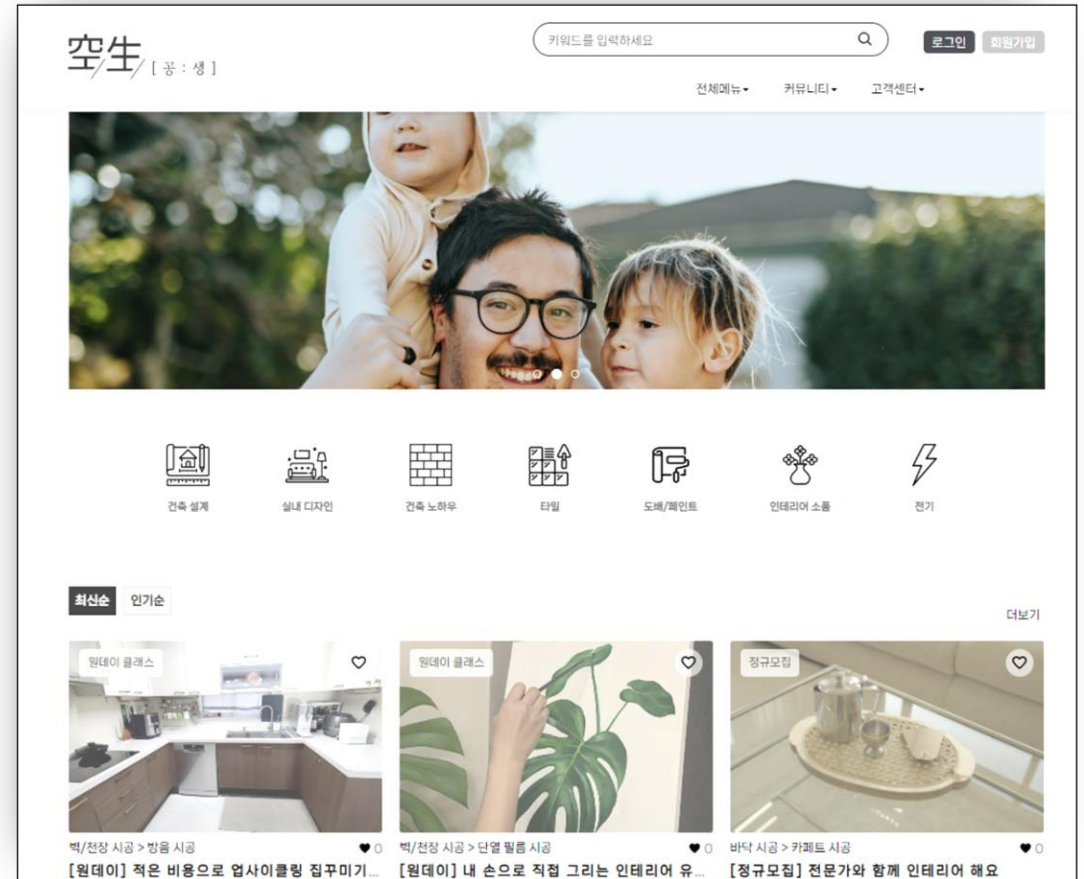 空生 [ 공 : 생 ]
키워드를 입력하세요
로그인 회원가입
전체메뉴 커뮤니티 고객센터
건축 설계 실내 디자인 건축 노하우 타일 도배/페인트 인테리어 소품 전기
최신순 인기순
더보기
원데이 클래스 원데이 클래스 정규모집
벽/천장 시공 > 방음 시공 0 벽/천장 시공 > 단열 필름 시공 0 바닥 시공 > 카페트 시공 0
[원데이] 적은 비용으로 업사이클링 집꾸미기... [원데이] 내 손으로 직접 그리는 인테리어 유... [정규모집] 전문가와 함께 인테리어 해요